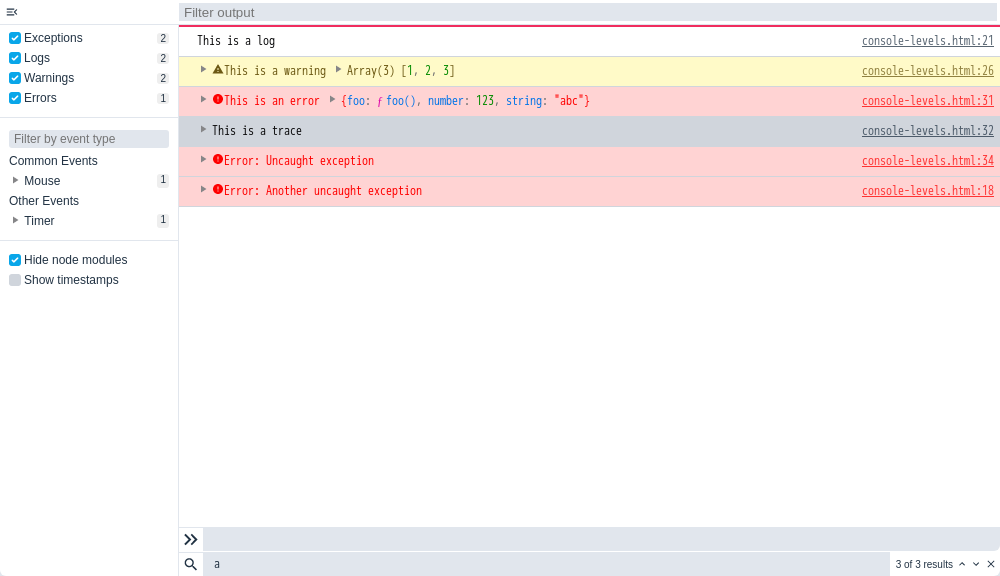 Filter output
Exceptions 2
Logs 2
Warnings 2
Errors 1
Filter by event type
Common Events
Mouse 1
Other Events
Timer 1
Hide node modules
Show timestamps
This is a log console-levels.html:21
This is a warning Array(3) [1, 2, 3] console-levels.html:26
This is an error {foo: ƒ foo(), number: 123, string: "abc"} console-levels.html:31
This is a trace console-levels.html:32
Error: Uncaught exception console-levels.html:34
Error: Another uncaught exception console-levels.html:18
a 3 of 3 results